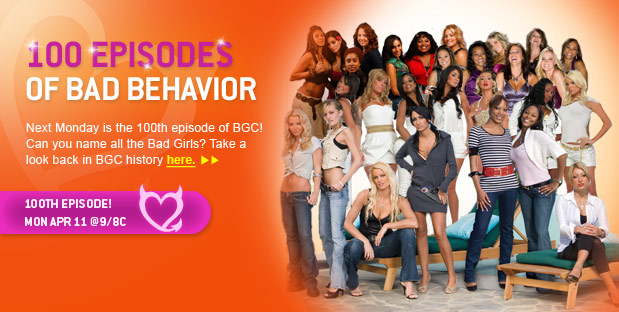 100 EPISODES
OF BAD BEHAVIOR
Next Monday is the 100th episode of BGC!
Can you name all the Bad Girls? Take a
look back in BGC history here.
100TH EPISODE!
MON APR 11 @9/8C